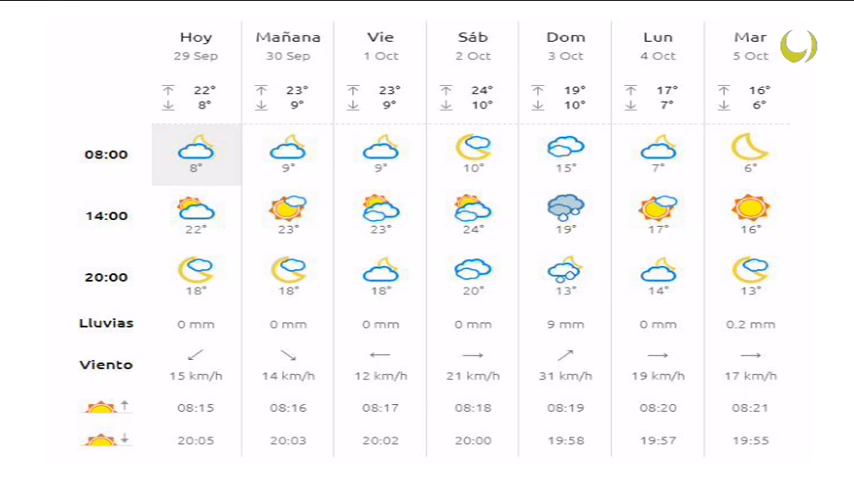 Hoy Mañana Vie Sáb Dom Lun Mar
29 Sep 30 Sep 1 Oct 2 Oct 3 Oct 4 Oct 5 Oct
22° 23° 23° 24° 19° 17° 16°
8° 9° 9° 10° 10° 7° 6°
08:00
8° 9° 9° 10° 15° 7° 6°
14:00
22° 23° 23° 24° 19° 17° 16°
20:00
18° 18° 18° 20° 13° 14° 13°
Lluvias 0 mm 0 mm 0 mm 0 mm 9 mm 0 mm 0.2 mm
Viento
15 km/h 14 km/h 12 km/h 21 km/h 31 km/h 19 km/h 17 km/h
08:15 08:16 08:17 08:18 08:19 08:20 08:21
20:05 20:03 20:02 20:00 19:58 19:57 19:55